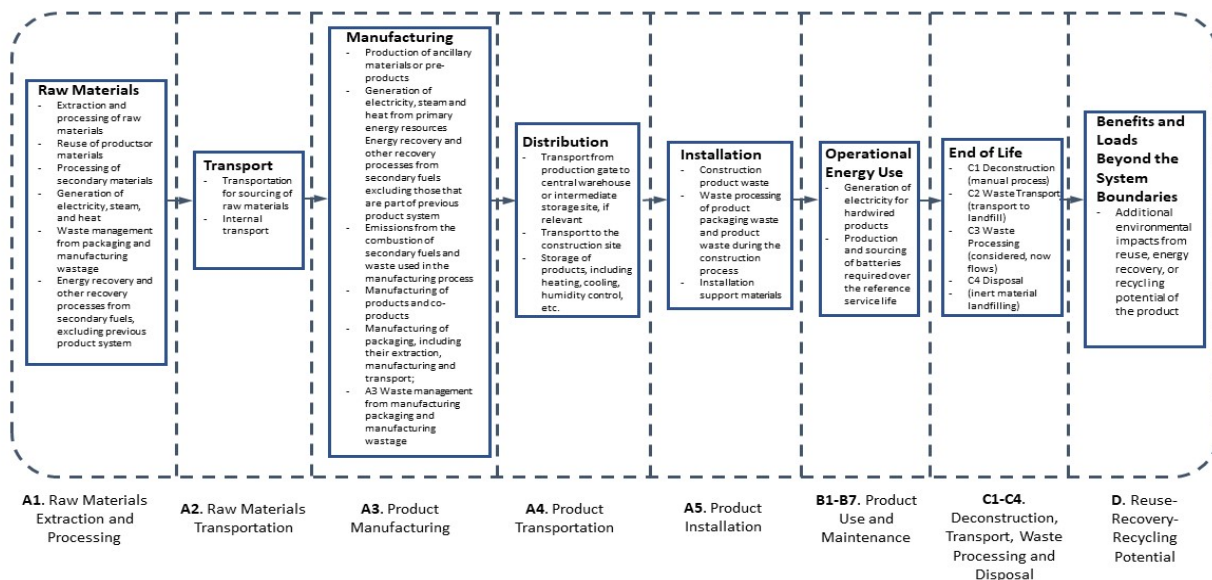 Raw Materials
- Extraction and
processing of raw
materials
- Reuse of productsor
materials
- Processing of
secondary materials
- Generation of
electricity, steam, and
heat
- Waste management
from packaging and
manufacturing
wastage
- Energy recovery and
other recovery
processes from
secondary fuels,
excluding previous
product system
Transport
- Transportation
for sourcing of
raw materials
- Internal
transport
Manufacturing
- Production of ancillary
materials or pre-
products
- Generation of
electricity, steam and
heat from primary
energy resources
Energy recovery and
other recovery
processes from
secondary fuels
excluding those that
are part of previous
product system
- Emissions from the
combustion of
secondary fuels and
waste used in the
manufacturing process
- Manufacturing of
products and co-
products
- Manufacturing of
packaging, including
their extraction,
manufacturing and
transport;
- A3 Waste management
from manufacturing
packaging and
manufacturing
wastage
Distribution
- Transport from
production gate to
central warehouse
or intermediate
storage site, if
relevant
- Transport to the
construction site
- Storage of
products, including
heating, cooling,
humidity control,
etc.
Installation
- Construction
product waste
- Waste processing
of product
packaging waste
and product
waste during the
construction
process
- Installation
support materials
Operational
Energy Use
- Generation of
electricity for
hardwired
products
- Production
and sourcing of
batteries
required over
the reference
service life
End of Life
- C1 Deconstruction
(manual process)
- C2 Waste Transport
(transport to
landfill)
- C3 Waste
Processing
(considered, now
flows)
- C4 Disposal
- (inert material
landfilling)
Benefits and
Loads
Beyond the
System
Boundaries
- Additional
environmental
impacts from
reuse, energy
recovery, or
recycling
potential of
the product
A1. Raw Materials
Extraction and
Processing
A2. Raw Materials
Transportation
A3. Product
Manufacturing
A4. Product
Transportation
A5. Product
Installation
B1-B7. Product
Use and
Maintenance
C1-C4.
Deconstruction,
Transport, Waste
Processing and
Disposal
D. Reuse-
Recovery-
Recycling
Potential